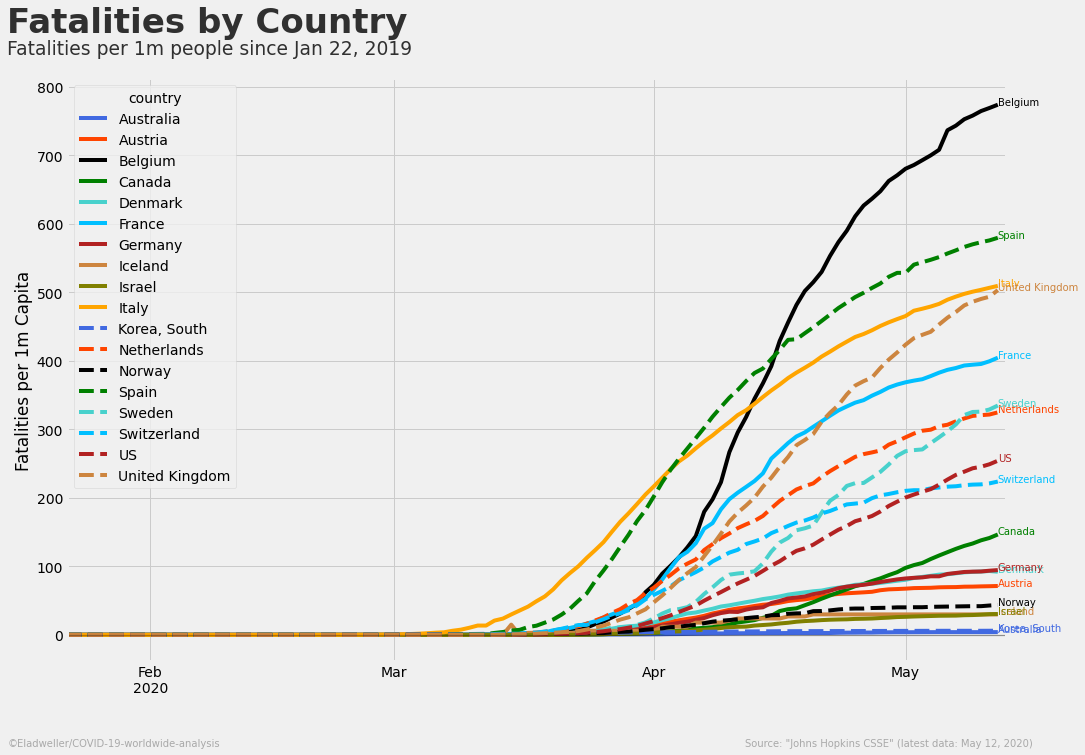 Fatalities by Country
Fatalities per 1m people since Jan 22, 2019
Fatalities per 1m Capita
800
700
600
500
400
300
200
100
0
country
Australia
Austria
Belgium
Canada
Denmark
France
Germany
Iceland
Israel
Italy
Korea, South
Netherlands
Norway
Spain
Sweden
Switzerland
US
United Kingdom
Belgium
Spain
Italy
United Kingdom
France
Sweden
Netherlands
US
Switzerland
Canada
Germany
Denmark
Austria
Norway
Iceland
Israel
Korea, South
Australia
Feb
2020
Mar
Apr
May
©Eladweller/COVID-19-worldwide-analysis
Source: "Johns Hopkins CSSE" (latest data: May 12, 2020)